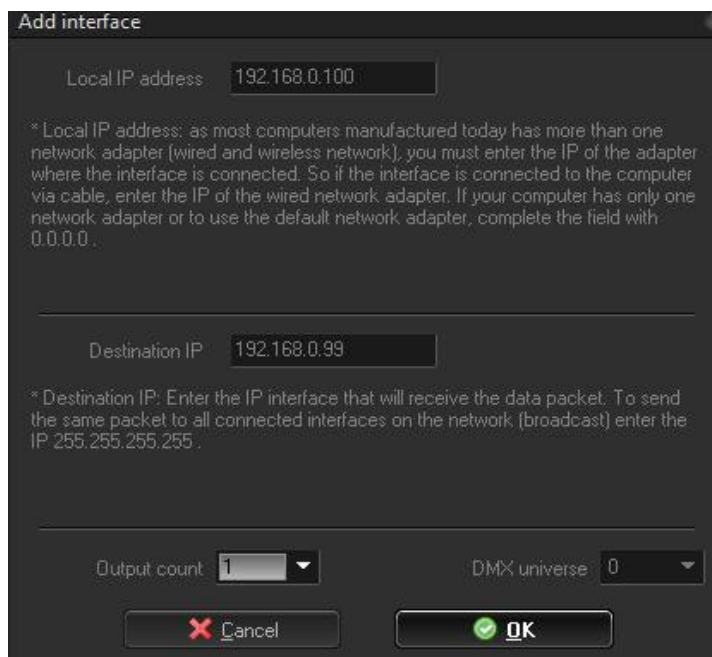 Add interface
Local IP address 192.168.0.100
* Local IP address: as most computers manufactured today has more than one
network adapter (wired and wireless network), you must enter the IP of the adapter
where the interface is connected. So if the interface is connected to the computer
via cable, enter the IP of the wired network adapter. If your computer has only one
network adapter or to use the default network adapter, complete the field with
0.0.0.0 .
Destination IP 192.168.0.99
* Destination IP: Enter the IP interface that will receive the data packet. To send
the same packet to all connected interfaces on the network (broadcast) enter the
IP 255.255.255.255 .
Output count 1 DMX universe 0
Cancel OK